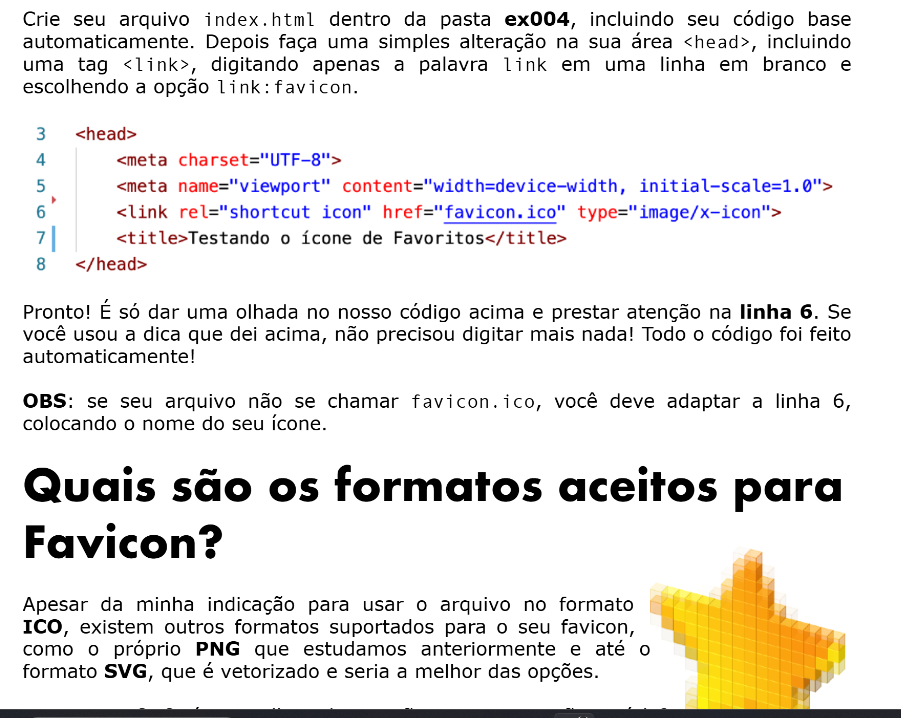 Crie seu arquivo index.html dentro da pasta ex004, incluindo seu código base
automaticamente. Depois faça uma simples alteração na sua área <head>, incluindo
uma tag <link>, digitando apenas a palavra link em uma linha em branco e
escolhendo a opção link:favicon.
3 <head>
4 <meta charset="UTF-8">
5 <meta name="viewport" content="width=device-width, initial-scale=1.0">
6 <link rel="shortcut icon" href="favicon.ico" type="image/x-icon">
7 <title>Testando o ícone de Favoritos</title>
8 </head>
Pronto! É só dar uma olhada no nosso código acima e prestar atenção na linha 6. Se
você usou a dica que dei acima, não precisou digitar mais nada! Todo o código foi feito
automaticamente!
OBS: se seu arquivo não se chamar favicon.ico, você deve adaptar a linha 6,
colocando o nome do seu ícone.
Quais são os formatos aceitos para
Favicon?
Apesar da minha indicação para usar o arquivo no formato
ICO, existem outros formatos suportados para o seu favicon,
como o próprio PNG que estudamos anteriormente e até o
formato SVG, que é vetorizado e seria a melhor das opções.